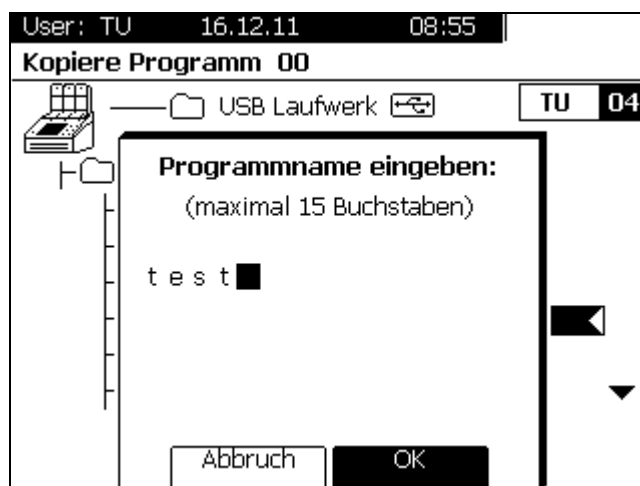 User: TU 16.12.11 08:55
Kopiere Programm 00
USB Laufwerk
TU 04
Programmname eingeben:
(maximal 15 Buchstaben)
test
Abbruch OK